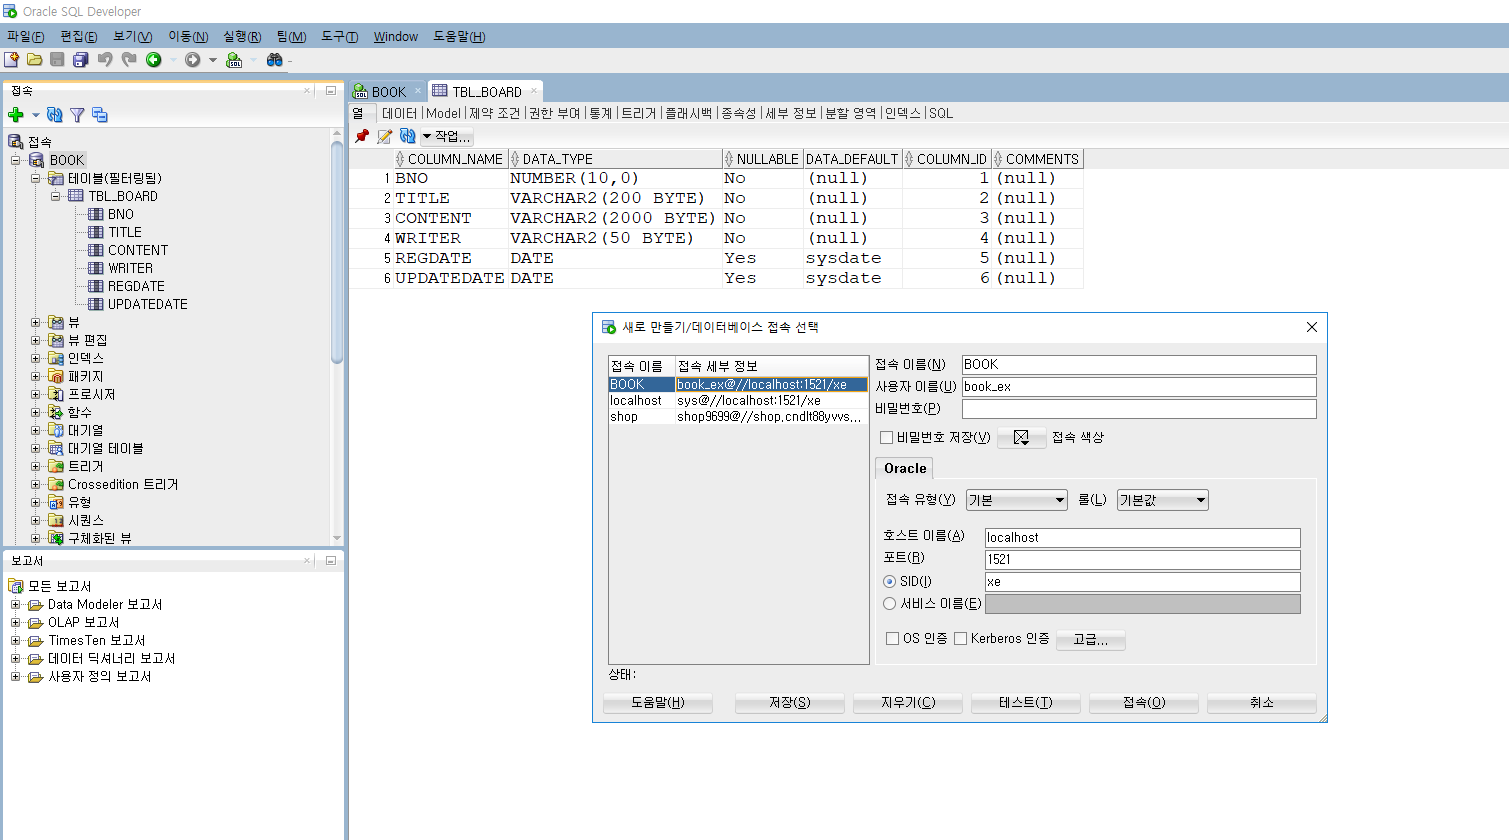 Oracle SQL Developer
파일(F) 편집(E) 보기(V) 이동(N) 실행(R) 팀(M) 도구(T) Window 도움말(H)
접속
접속
BOOK
테이블(필터링됨)
TBL_BOARD
BNO
TITLE
CONTENT
WRITER
REGDATE
UPDATEDATE
뷰
뷰 편집
인덱스
패키지
프로시저
함수
대기열
대기열 테이블
트리거
Crossedition 트리거
유형
시퀀스
구체화된 뷰
보고서
모든 보고서
Data Modeler 보고서
OLAP 보고서
TimesTen 보고서
데이터 딕셔너리 보고서
사용자 정의 보고서
BOOK TBL_BOARD
열 데이터 Model 제약 조건 권한 부여 통계 트리거 플래시백 종속성 세부 정보 분할 영역 인덱스 SQL
작업...
COLUMN_NAME DATA_TYPE NULLABLE DATA_DEFAULT COLUMN_ID COMMENTS
1 BNO NUMBER(10,0) No (null) 1 (null)
2 TITLE VARCHAR2(200 BYTE) No (null) 2 (null)
3 CONTENT VARCHAR2(2000 BYTE) No (null) 3 (null)
4 WRITER VARCHAR2(50 BYTE) No (null) 4 (null)
5 REGDATE DATE Yes sysdate 5 (null)
6 UPDATEDATE DATE Yes sysdate 6 (null)
새로 만들기/데이터베이스 접속 선택
접속 이름 접속 세부 정보
BOOK book_ex@//localhost:1521/xe
localhost sys@//localhost:1521/xe
shop shop9699@//shop.cndlt88yvvs...
접속 이름(N) BOOK
사용자 이름(U) book_ex
비밀번호(P)
비밀번호 저장(V) 접속 색상
Oracle
접속 유형(Y) 기본 롤(L) 기본값
호스트 이름(A) localhost
포트(R) 1521
SID(I) xe
서비스 이름(E)
OS 인증 Kerberos 인증 고급...
상태:
도움말(H) 저장(S) 지우기(C) 테스트(T) 접속(O) 취소